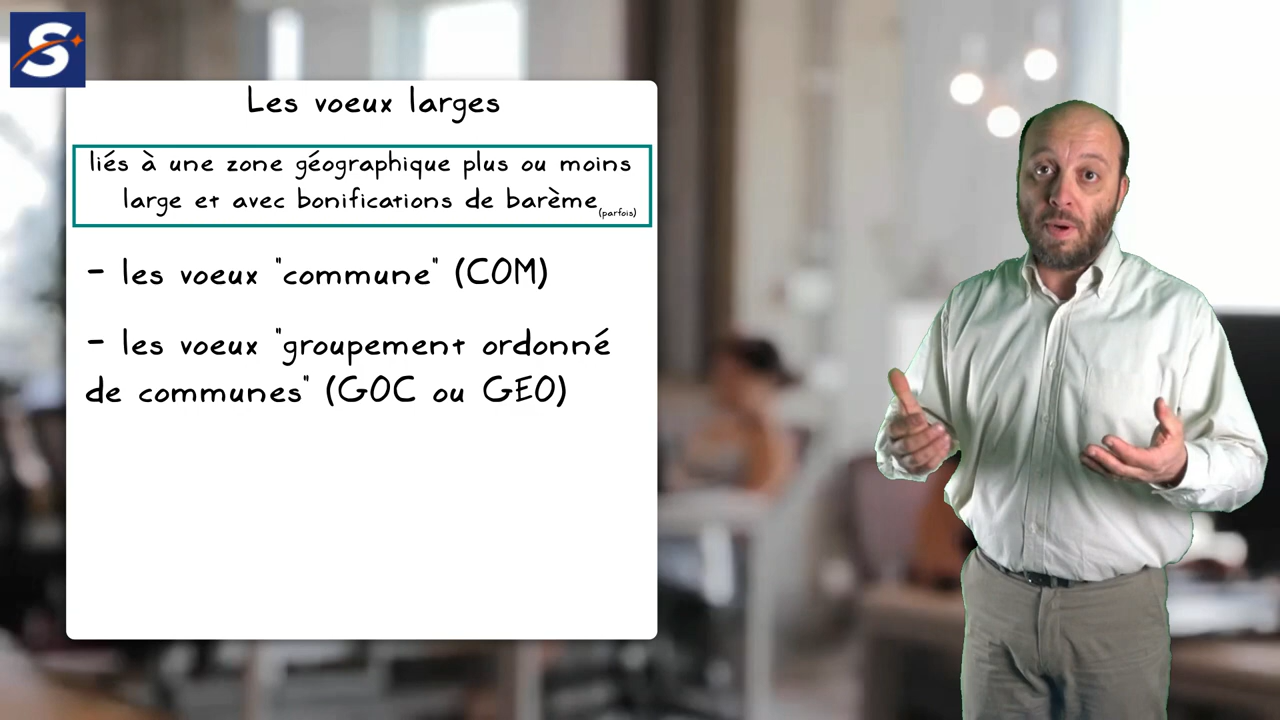 S
Les voeux larges
liés à une zone géographique plus ou moins
large et avec bonifications de barème (parfois)
- les voeux "commune" (COM)
- les voeux "groupement ordonné
de communes" (GOC ou GEO)